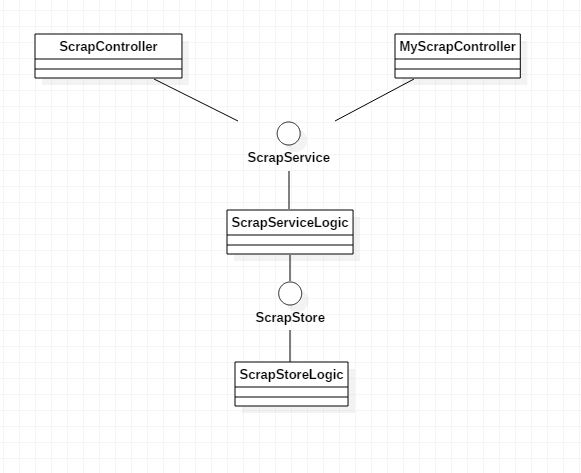 ScrapController
MyScrapController
ScrapService
ScrapServiceLogic
ScrapStore
ScrapStoreLogic